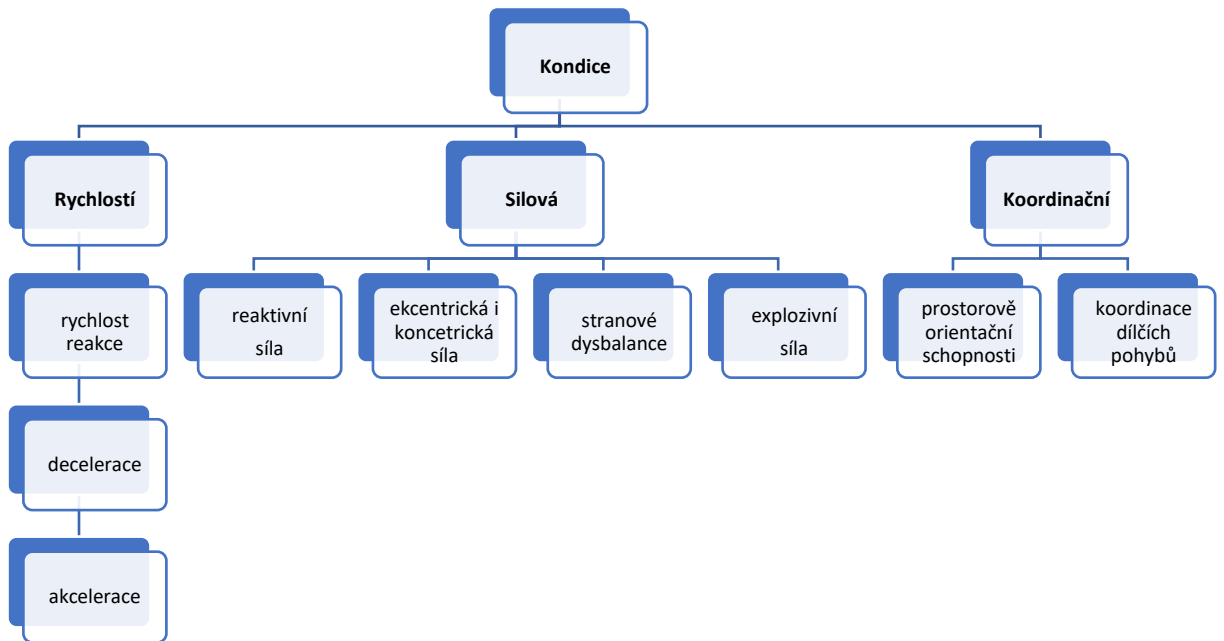 Kondice
Rychlostí
Silová
Koordinační
rychlost
reakce
reaktivní
síla
ekcentrická i
koncetrická
síla
stranové
dysbalance
explozivní
síla
prostorově
orientační
schopnosti
koordinace
dílčích
pohybů
decelerace
akcelerace